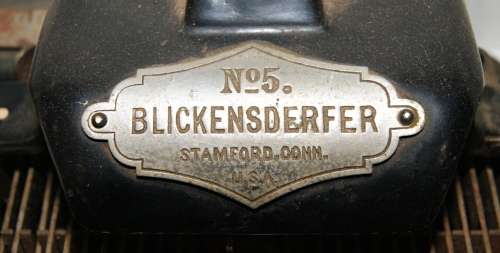 No5.
BLICKENSDERFER
STAMFORD.CONN.
U.S.A.